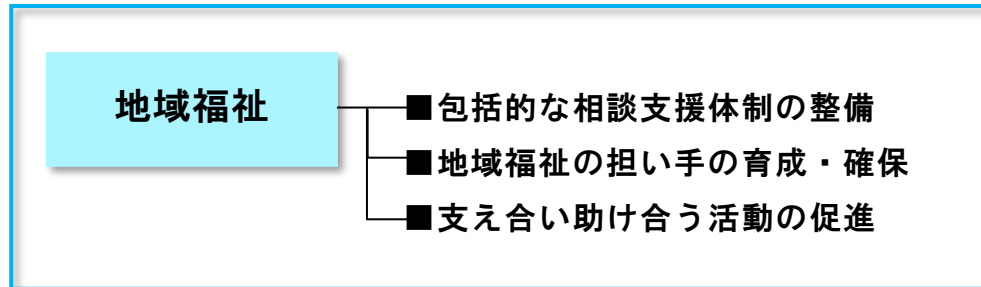 地域福祉
■包括的な相談支援体制の整備
■地域福祉の担い手の育成・確保
■支え合い助け合う活動の促進